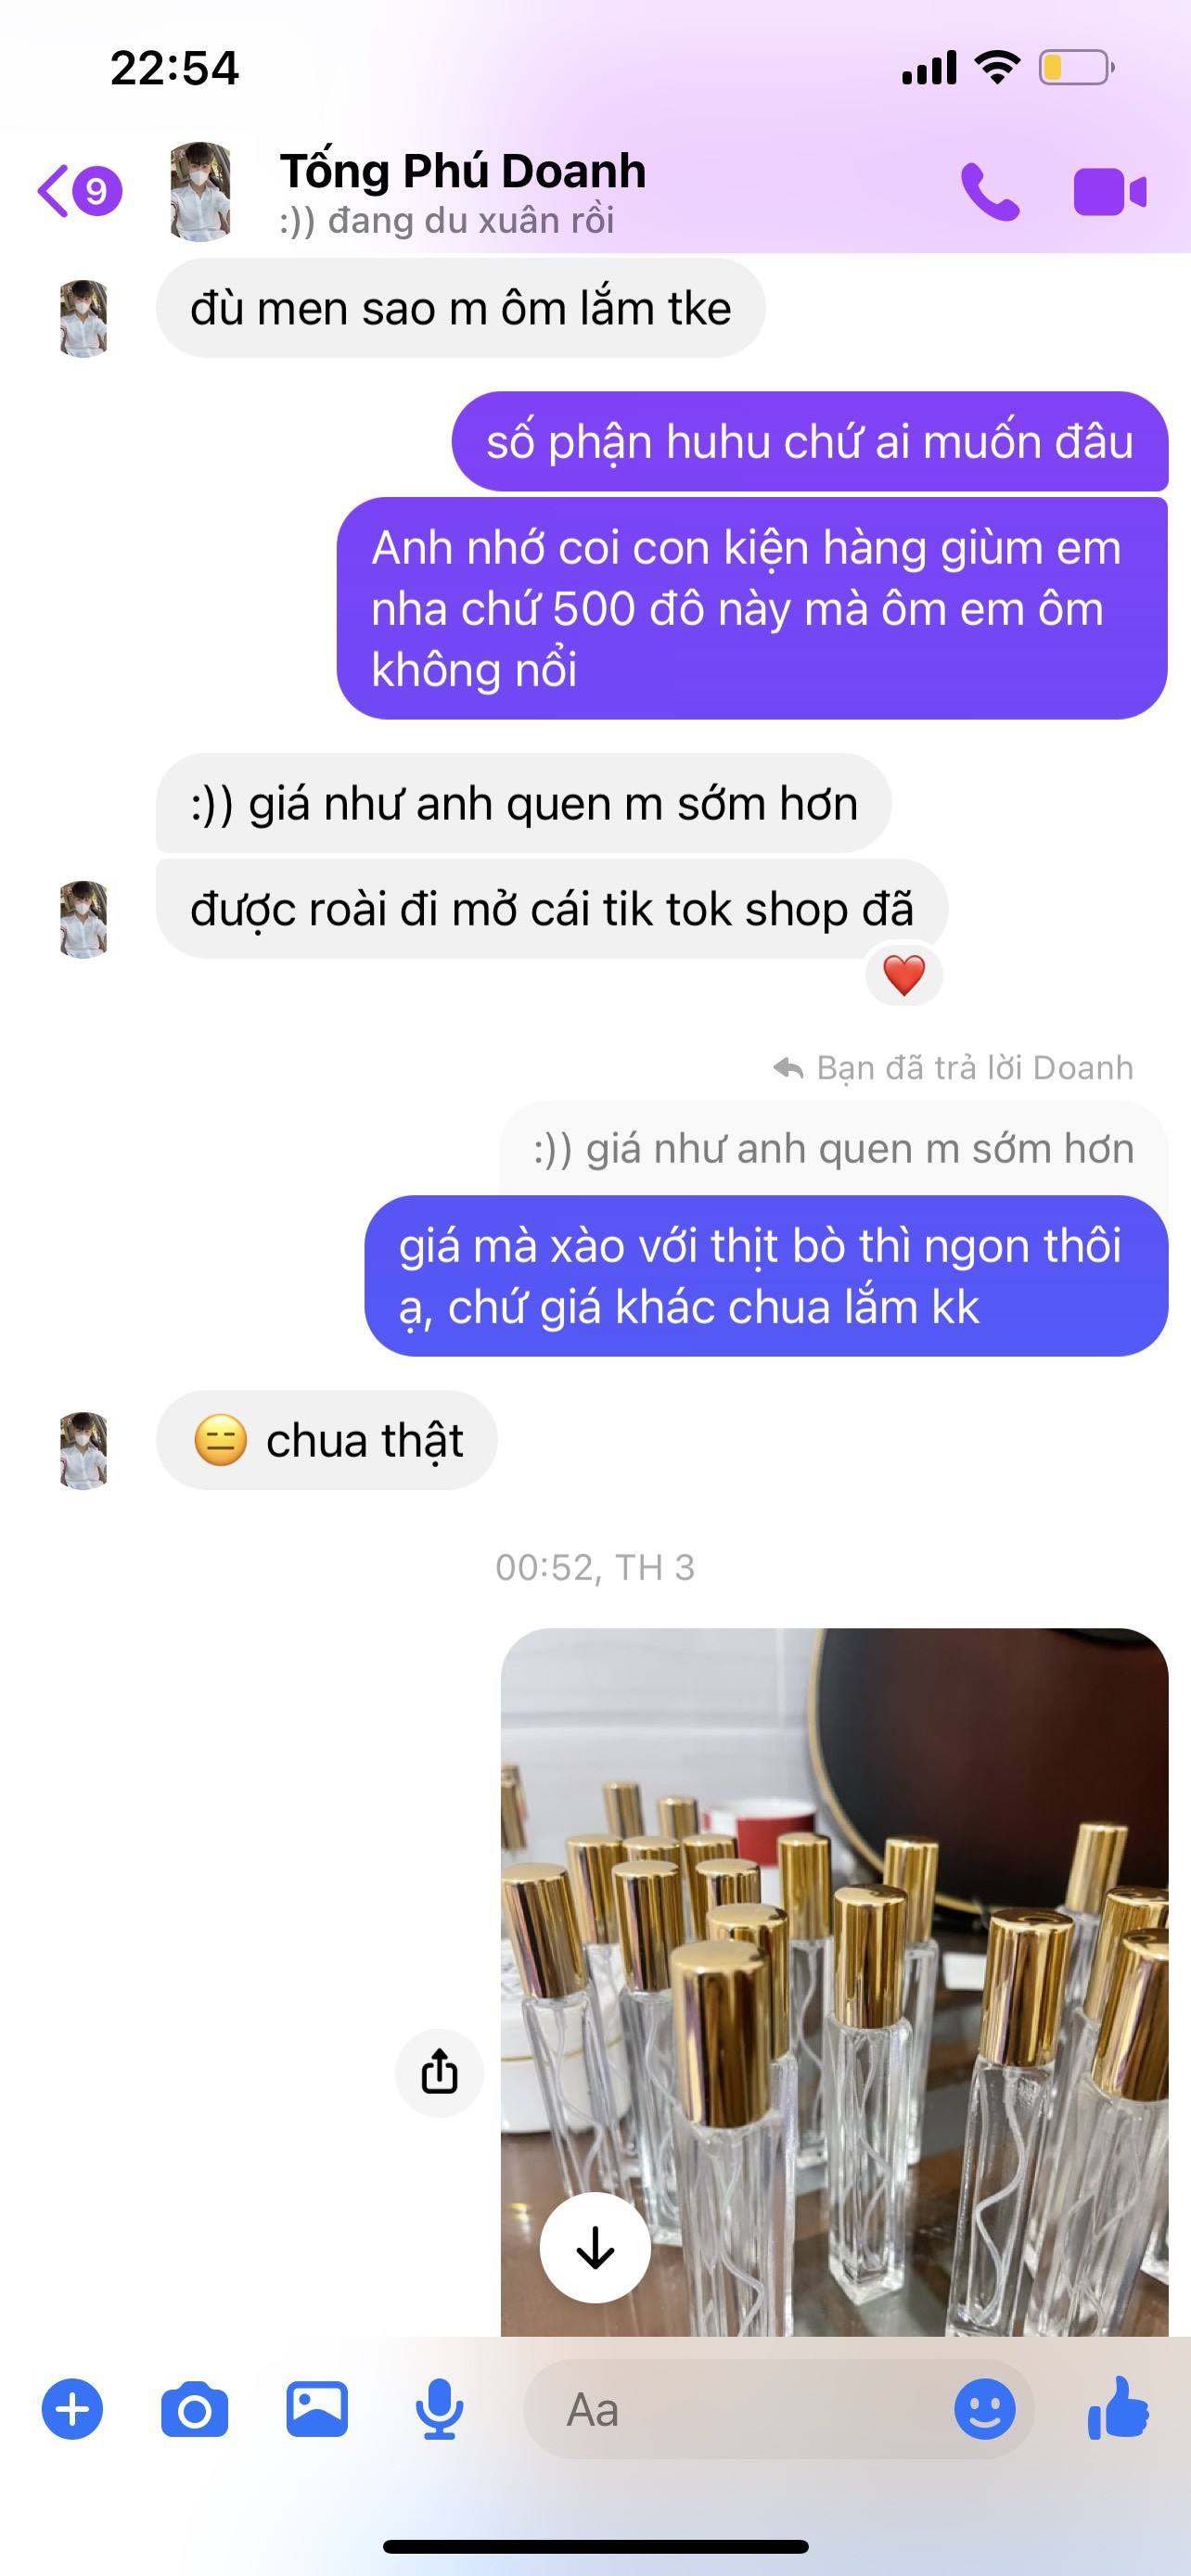 22:54
9
Tống Phú Doanh
:)) đang du xuân rồi
đù men sao m ôm lắm tke
số phận huhu chứ ai muốn đâu
Anh nhớ coi con kiện hàng giùm em
nha chứ 500 đô này mà ôm em ôm
không nổi
:)) giá như anh quen m sớm hơn
được roài đi mở cái tik tok shop đã
Bạn đã trả lời Doanh
:)) giá như anh quen m sớm hơn
giá mà xào với thịt bò thì ngon thôi
ạ, chứ giá khác chua lắm kk
chua thật
00:52, TH 3
Aa